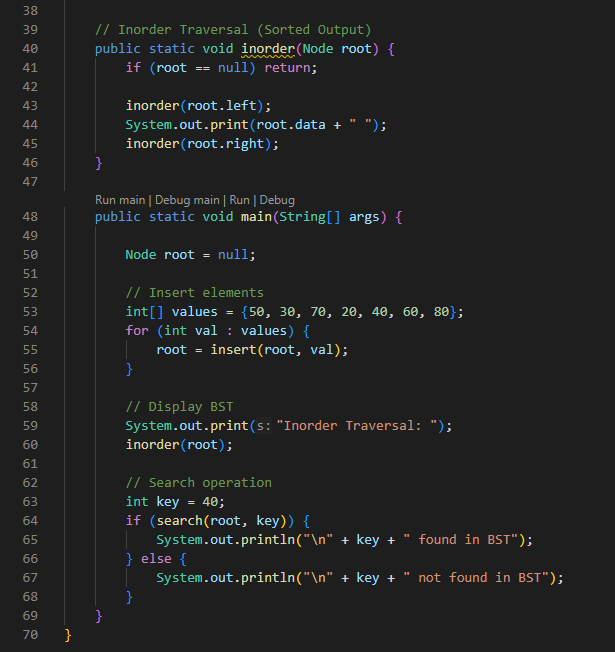 38
39 // Inorder Traversal (Sorted Output)
40 public static void inorder(Node root) {
41 if (root == null) return;
42
43 inorder(root.left);
44 System.out.print(root.data + " ");
45 inorder(root.right);
46 }
47
Run main | Debug main | Run | Debug
48 public static void main(String[] args) {
49
50 Node root = null;
51
52 // Insert elements
53 int[] values = {50, 30, 70, 20, 40, 60, 80};
54 for (int val : values) {
55 root = insert(root, val);
56 }
57
58 // Display BST
59 System.out.print(s: "Inorder Traversal: ");
60 inorder(root);
61
62 // Search operation
63 int key = 40;
64 if (search(root, key)) {
65 System.out.println("\n" + key + " found in BST");
66 } else {
67 System.out.println("\n" + key + " not found in BST");
68 }
69 }
70 }